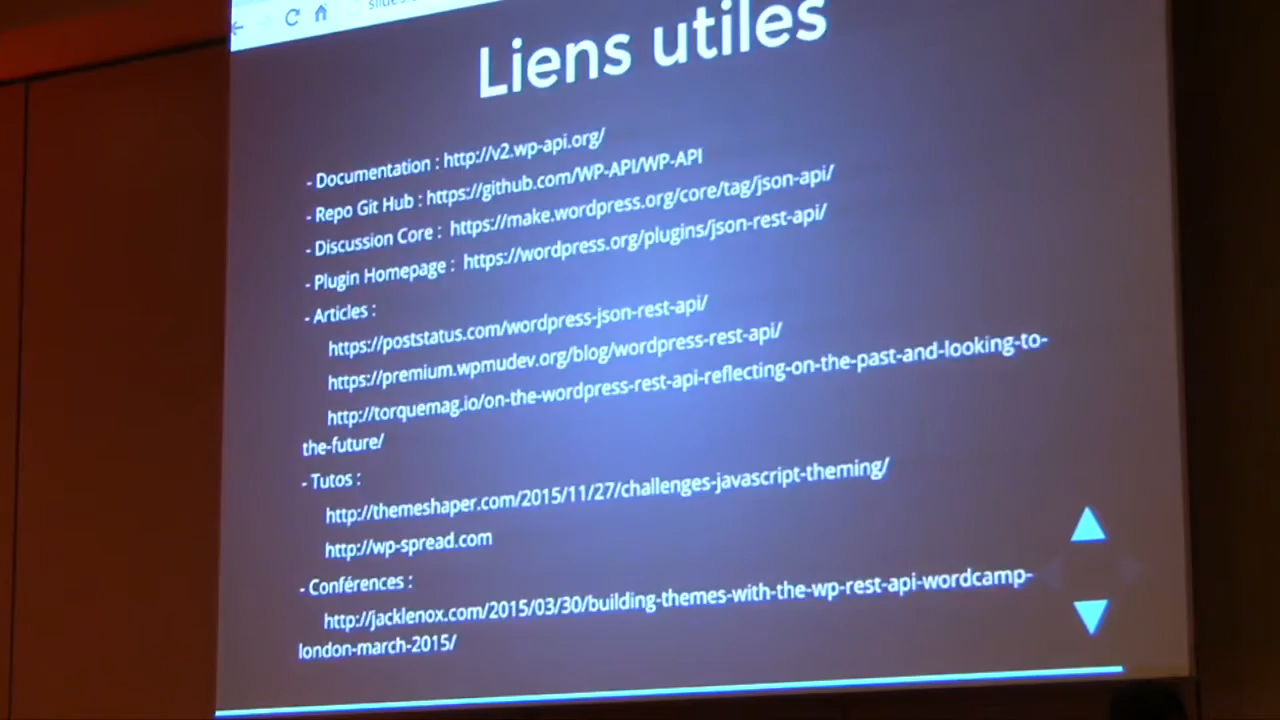 Liens utiles
- Documentation : http://v2.wp-api.org/
- Repo Git Hub : https://github.com/WP-API/WP-API
- Discussion Core : https://make.wordpress.org/core/tag/json-api/
- Plugin Homepage : https://wordpress.org/plugins/json-rest-api/
- Articles :
https://poststatus.com/wordpress-json-rest-api/
https://premium.wpmudev.org/blog/wordpress-rest-api/
http://torquemag.io/on-the-wordpress-rest-api-reflecting-on-the-past-and-looking-to-
the-future/
- Tutos :
http://themeshaper.com/2015/11/27/challenges-javascript-theming/
http://wp-spread.com
- Conférences :
http://jacklenox.com/2015/03/30/building-themes-with-the-wp-rest-api-wordcamp-
london-march-2015/